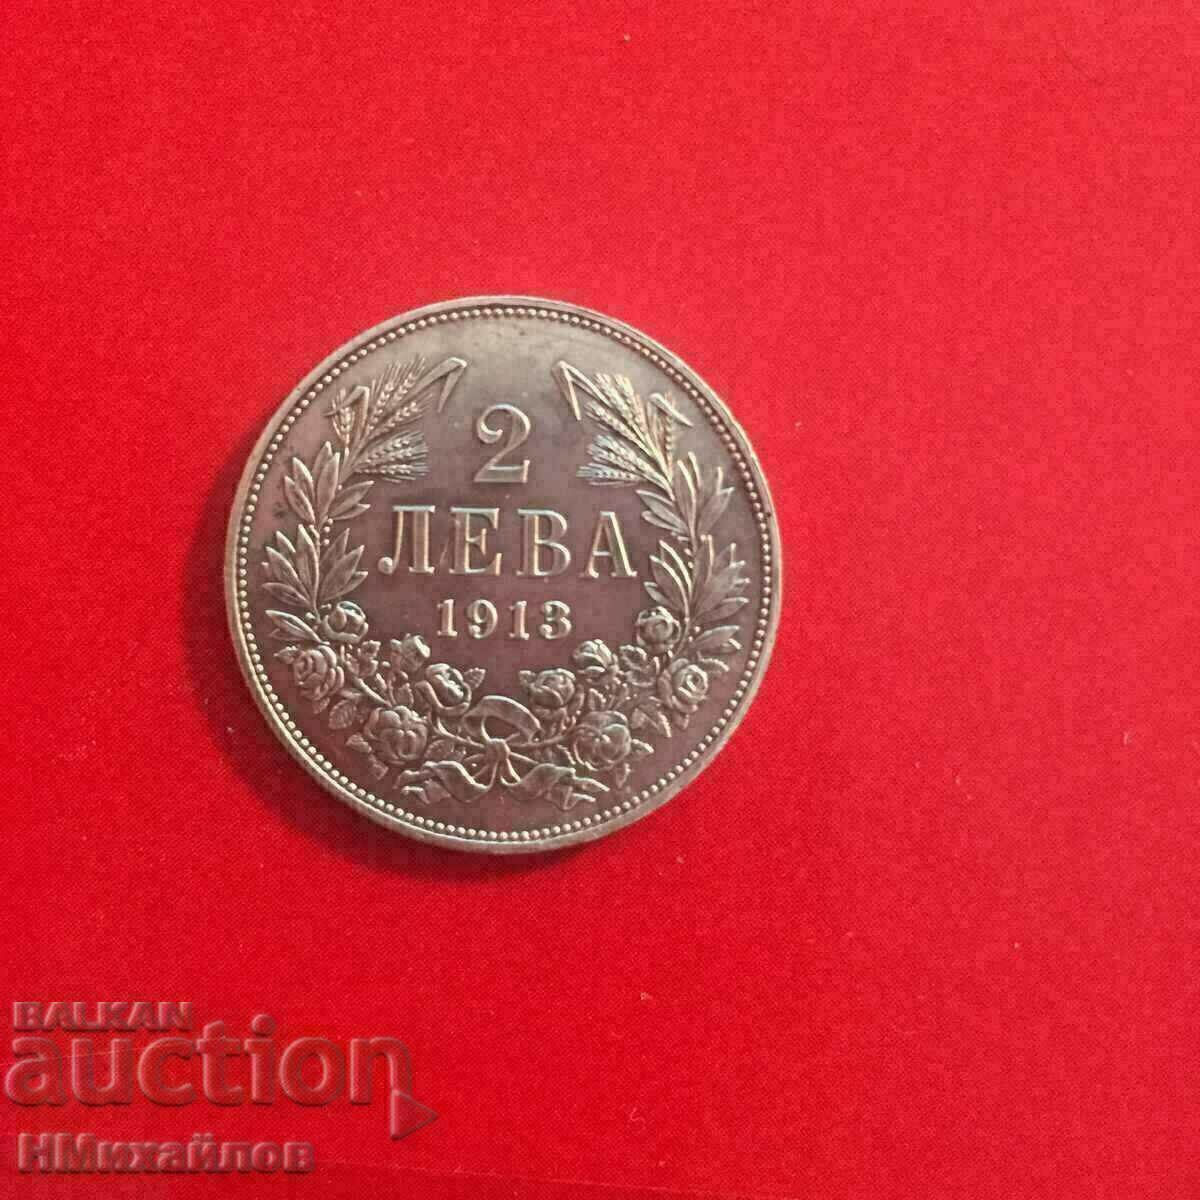 2
ЛЕВА
1913
BALKAN
auction
НМихайлов